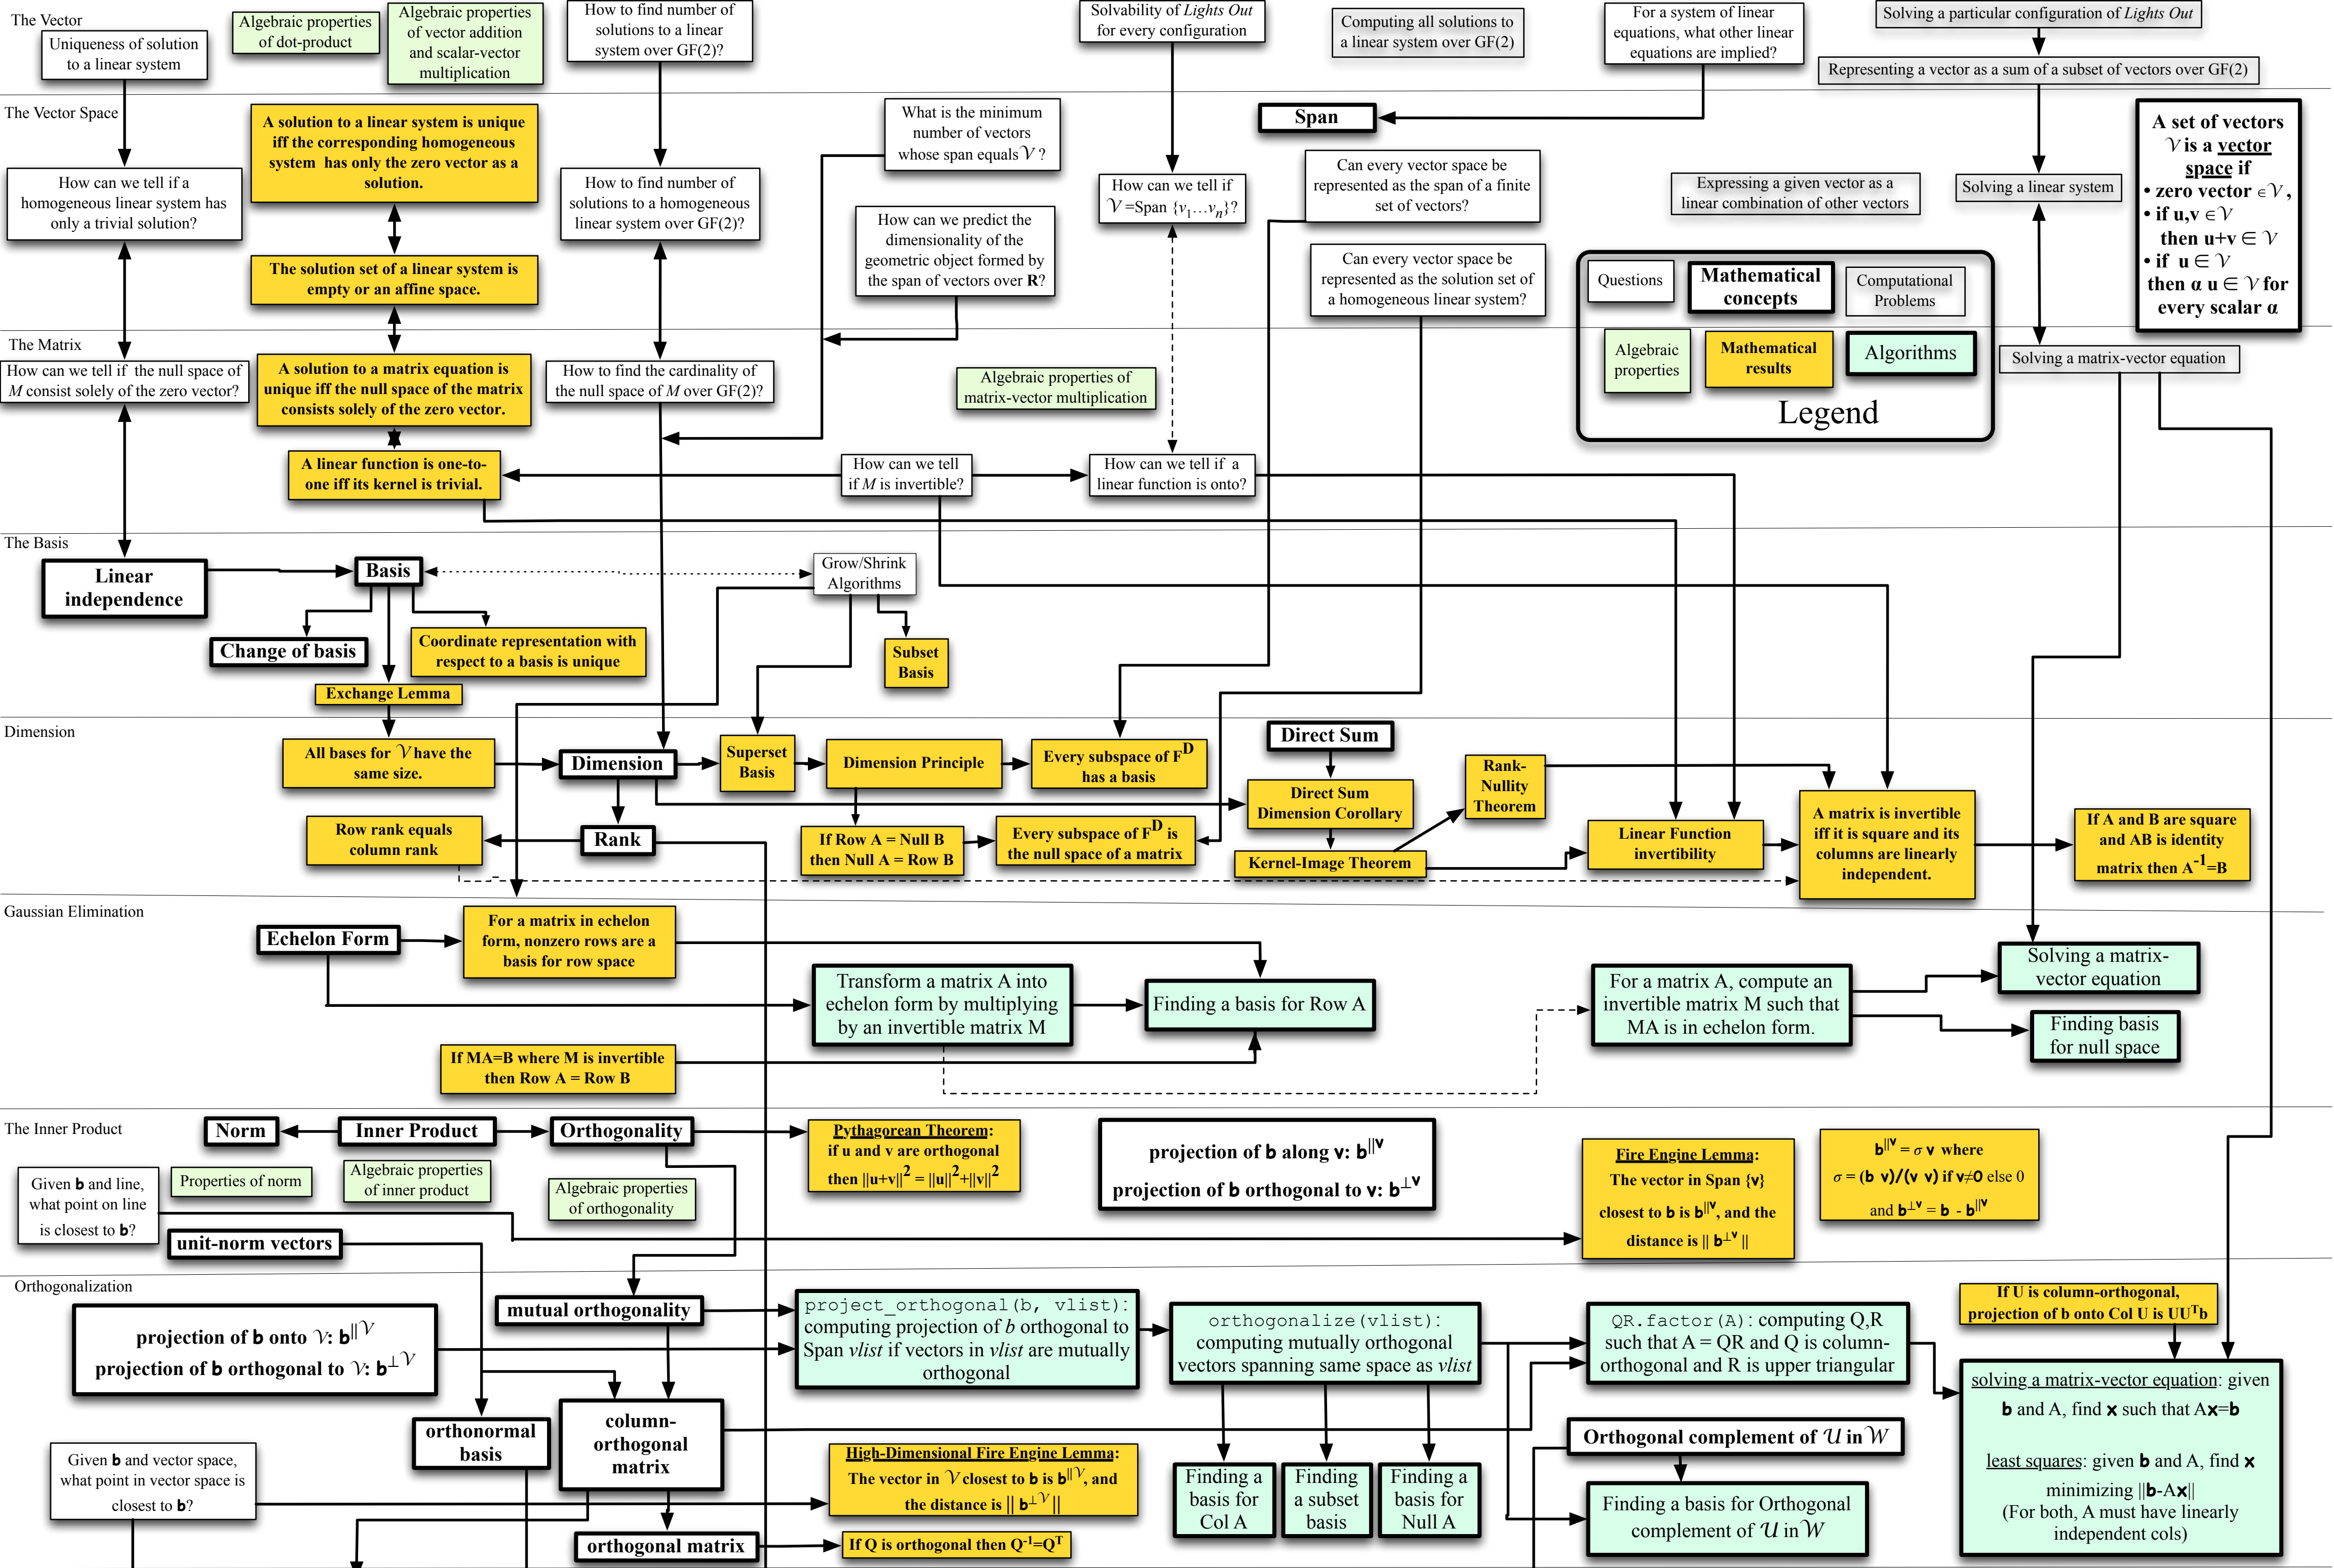 The Vector
Uniqueness of solution
to a linear system
Algebraic properties
of dot-product
Algebraic properties
of vector addition
and scalar-vector
multiplication
How to find number of
solutions to a linear
system over GF(2)?
Solvability of Lights Out
for every configuration
Computing all solutions to
a linear system over GF(2)
For a system of linear
equations, what other linear
equations are implied?
Solving a particular configuration of Lights Out
Representing a vector as a sum of a subset of vectors over GF(2)
The Vector Space
How can we tell if a
homogeneous linear system has
only a trivial solution?
A solution to a linear system is unique
iff the corresponding homogeneous
system has only the zero vector as a
solution.
The solution set of a linear system is
empty or an affine space.
How to find number of
solutions to a homogeneous
linear system over GF(2)?
What is the minimum
number of vectors
whose span equals 𝒱 ?
How can we predict the
dimensionality of the
geometric object formed by
the span of vectors over R?
How can we tell if
𝒱 =Span {v₁…vₙ}?
Span
Can every vector space be
represented as the span of a finite
set of vectors?
Can every vector space be
represented as the solution set of
a homogeneous linear system?
Expressing a given vector as a
linear combination of other vectors
Solving a linear system
A set of vectors
𝒱 is a vector
space if
• zero vector ∈𝒱 ,
• if u,v ∈𝒱
then u+v ∈ 𝒱
• if u ∈ 𝒱
then α u ∈ 𝒱 for
every scalar α
Questions
Mathematical
concepts
Computational
Problems
Algebraic
properties
Mathematical
results
Algorithms
Legend
The Matrix
How can we tell if the null space of
M consist solely of the zero vector?
A solution to a matrix equation is
unique iff the null space of the matrix
consists solely of the zero vector.
A linear function is one-to-
one iff its kernel is trivial.
How to find the cardinality of
the null space of M over GF(2)?
Algebraic properties of
matrix-vector multiplication
How can we tell
if M is invertible?
How can we tell if a
linear function is onto?
Solving a matrix-vector equation
The Basis
Linear
independence
Basis
Grow/Shrink
Algorithms
Change of basis
Coordinate representation with
respect to a basis is unique
Subset
Basis
Exchange Lemma
Dimension
All bases for 𝒱 have the
same size.
Dimension
Superset
Basis
Dimension Principle
Every subspace of Fᴰ
has a basis
Direct Sum
Direct Sum
Dimension Corollary
Rank-
Nullity
Theorem
Row rank equals
column rank
Rank
If Row A = Null B
then Null A = Row B
Every subspace of Fᴰ is
the null space of a matrix
Kernel-Image Theorem
Linear Function
invertibility
A matrix is invertible
iff it is square and its
columns are linearly
independent.
If A and B are square
and AB is identity
matrix then A⁻¹=B
Gaussian Elimination
Echelon Form
For a matrix in echelon
form, nonzero rows are a
basis for row space
Transform a matrix A into
echelon form by multiplying
by an invertible matrix M
Finding a basis for Row A
If MA=B where M is invertible
then Row A = Row B
For a matrix A, compute an
invertible matrix M such that
MA is in echelon form.
Solving a matrix-
vector equation
Finding basis
for null space
The Inner Product
Norm
Inner Product
Orthogonality
Given b and line,
what point on line
is closest to b?
Properties of norm
Algebraic properties
of inner product
Algebraic properties
of orthogonality
unit-norm vectors
Pythagorean Theorem:
if u and v are orthogonal
then ||u+v||² = ||u||²+||v||²
projection of b along v: b^||v
projection of b orthogonal to v: b^⊥v
Fire Engine Lemma:
The vector in Span {v}
closest to b is b^||v, and the
distance is || b^⊥v ||
b^||v = σ v where
σ = (b v)/(v v) if v≠0 else 0
and b^⊥v = b - b^||v
Orthogonalization
projection of b onto 𝒱: b^||𝒱
projection of b orthogonal to 𝒱: b^⊥𝒱
mutual orthogonality
project_orthogonal(b, vlist):
computing projection of b orthogonal to
Span vlist if vectors in vlist are mutually
orthogonal
orthogonalize(vlist):
computing mutually orthogonal
vectors spanning same space as vlist
QR.factor(A): computing Q,R
such that A = QR and Q is column-
orthogonal and R is upper triangular
If U is column-orthogonal,
projection of b onto Col U is UUᵀb
solving a matrix-vector equation: given
b and A, find x such that Ax=b
least squares: given b and A, find x
minimizing ||b-Ax||
(For both, A must have linearly
independent cols)
orthonormal
basis
column-
orthogonal
matrix
Given b and vector space,
what point in vector space is
closest to b?
High-Dimensional Fire Engine Lemma:
The vector in 𝒱 closest to b is b^||𝒱, and
the distance is || b^⊥𝒱 ||
orthogonal matrix
If Q is orthogonal then Q⁻¹=Qᵀ
Finding a
basis for
Col A
Finding
a subset
basis
Finding a
basis for
Null A
Orthogonal complement of 𝒰 in 𝒲
Finding a basis for Orthogonal
complement of 𝒰 in 𝒲